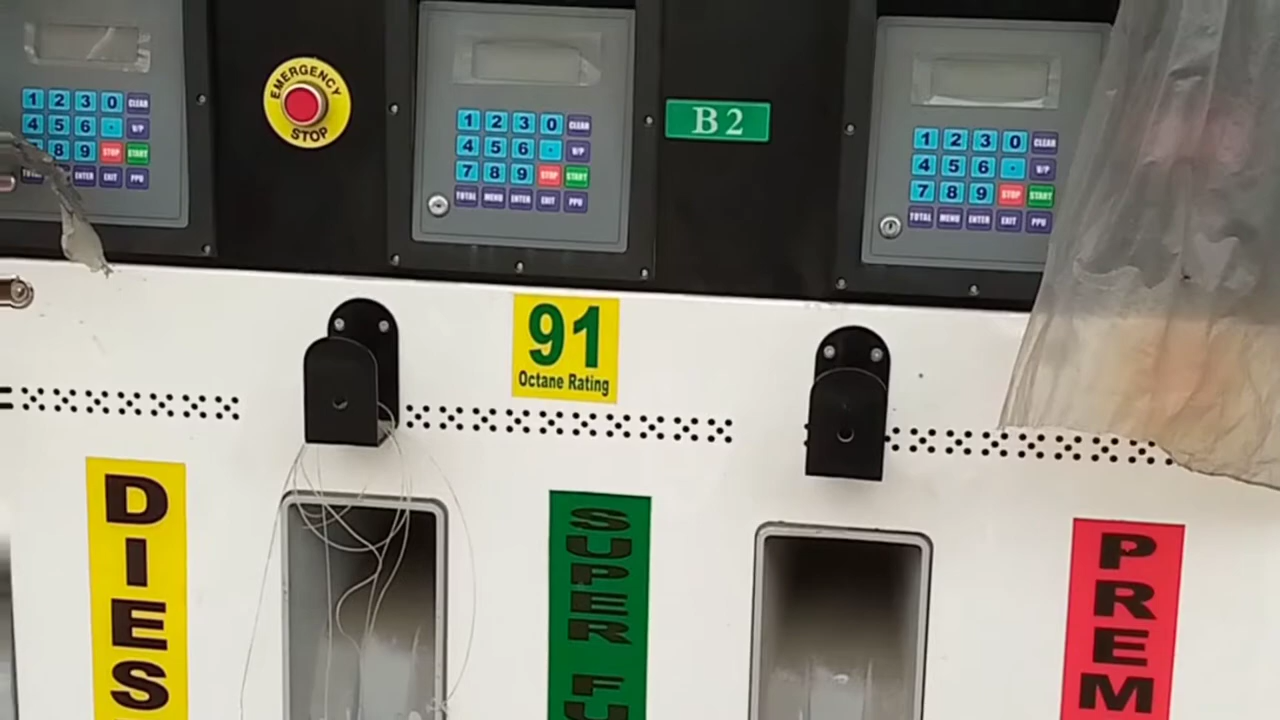 1 2 3 0 CLEAR
4 5 6 V/P
8 9 STOP START
ENTER EXIT PPU
EMERGENCY
STOP
1 2 3 0 CLEAR
4 5 6 . V/P
7 8 9 STOP START
TOTAL MENU ENTER EXIT PPU
B2
1 2 3 0 CLEAR
4 5 6 . V/P
7 8 9 STOP START
TOTAL MENU ENTER EXIT PPU
91
Octane Rating
DIES
SUPER FU
PREM